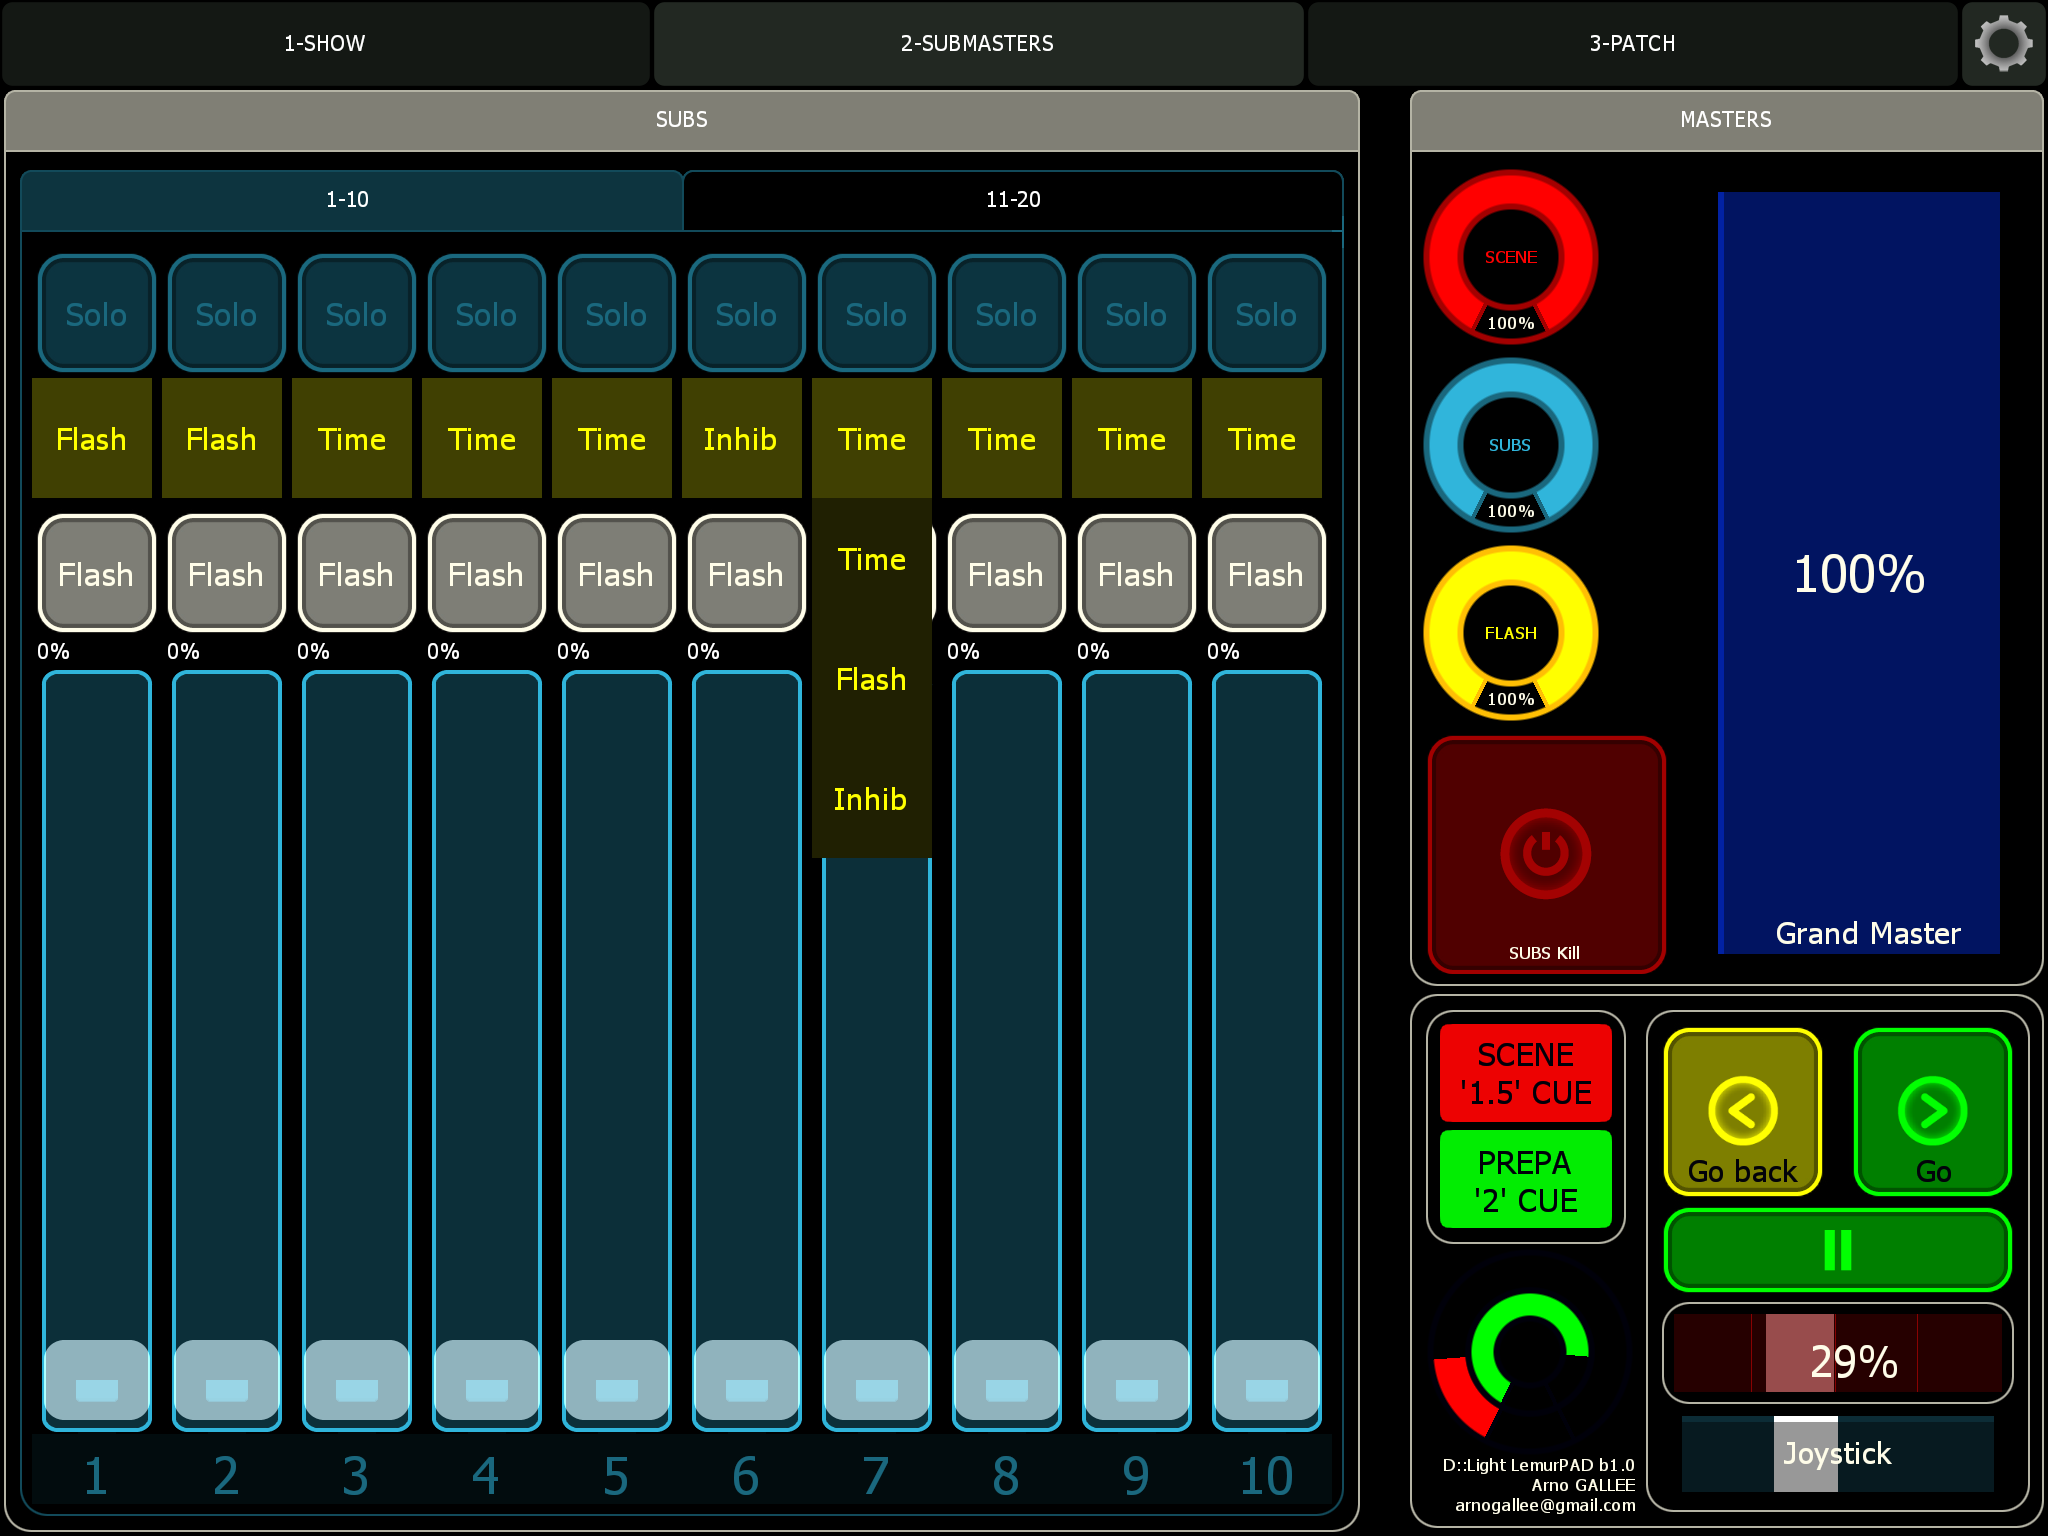 1-SHOW
2-SUBMASTERS
3-PATCH
SUBS
1-10
11-20
Solo Solo Solo Solo Solo Solo Solo Solo Solo Solo
Flash Flash Time Time Time Inhib Time Time Time Time
Time
Flash
Inhib
Flash Flash Flash Flash Flash Flash Flash Flash Flash
0% 0% 0% 0% 0% 0% 0% 0% 0%
1 2 3 4 5 6 7 8 9 10
MASTERS
SCENE
100%
SUBS
100%
FLASH
100%
SUBS Kill
100%
Grand Master
SCENE
'1.5' CUE
PREPA
'2' CUE
Go back
Go
29%
Joystick
D::Light LemurPAD b1.0
Arno GALLEE
arnogallee@gmail.com